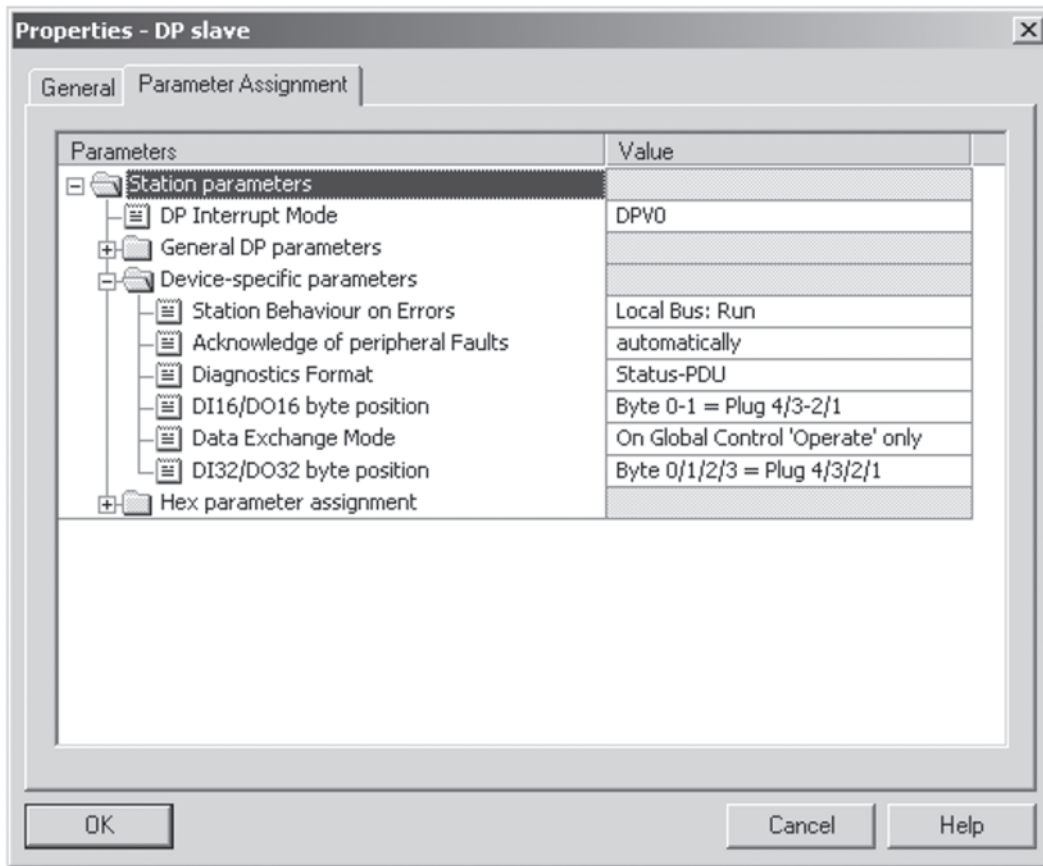 Properties - DP slave
General Parameter Assignment
Parameters Value
Station parameters
DP Interrupt Mode DPV0
General DP parameters
Device-specific parameters
Station Behaviour on Errors Local Bus: Run
Acknowledge of peripheral Faults automatically
Diagnostics Format Status-PDU
DI16/DO16 byte position Byte 0-1 = Plug 4/3-2/1
Data Exchange Mode On Global Control 'Operate' only
DI32/DO32 byte position Byte 0/1/2/3 = Plug 4/3/2/1
Hex parameter assignment
OK Cancel Help